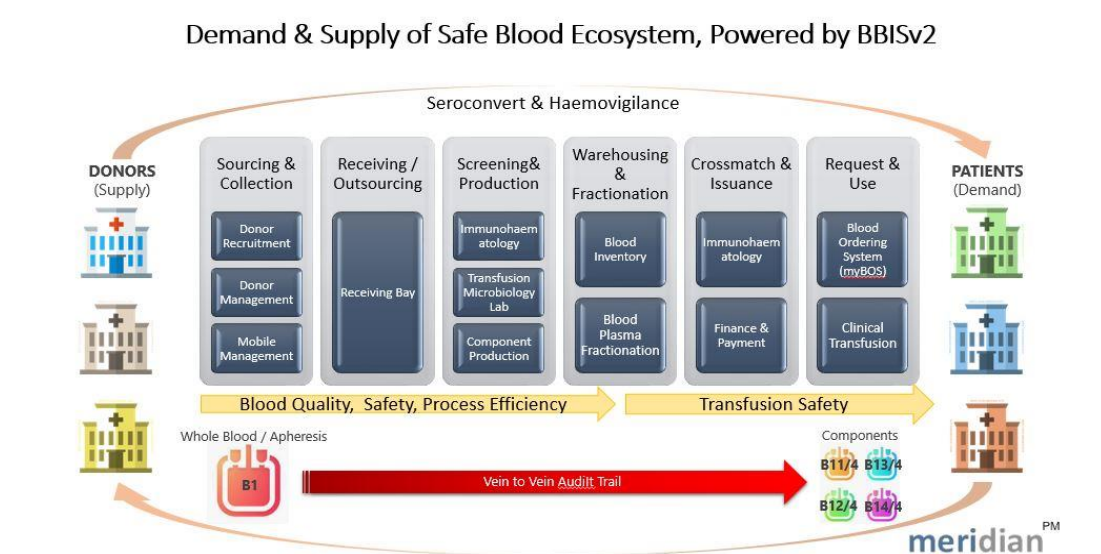 Demand & Supply of Safe Blood Ecosystem, Powered by BBISv2
Seroconvert & Haemovigilance
DONORS
(Supply)
Sourcing &
Collection
Donor
Recruitment
Donor
Management
Mobile
Management
Receiving /
Outsourcing
Receiving Bay
Screening&
Production
Immunohaem
atology
Transfusion
Microbiology
Lab
Component
Production
Warehousing
&
Fractionation
Blood
Inventory
Blood
Plasma
Fractionation
Crossmatch &
Issuance
Immunohaem
atology
Finance &
Payment
Request &
Use
Blood
Ordering
System
(myBOS)
Clinical
Transfusion
PATIENTS
(Demand)
Blood Quality, Safety, Process Efficiency
Transfusion Safety
Whole Blood / Apheresis
B1
Vein to Vein Audilt Trail
Components
B11/4 B13/4
B12/4 B14/4
meridian PM